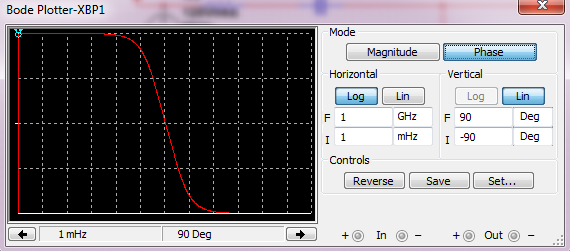 Bode Plotter-XBP1
Mode
Magnitude Phase
Horizontal Vertical
Log Lin Log Lin
F 1 GHz F 90 Deg
I 1 mHz I -90 Deg
Controls
Reverse Save Set...
1 mHz 90 Deg + In − + Out −